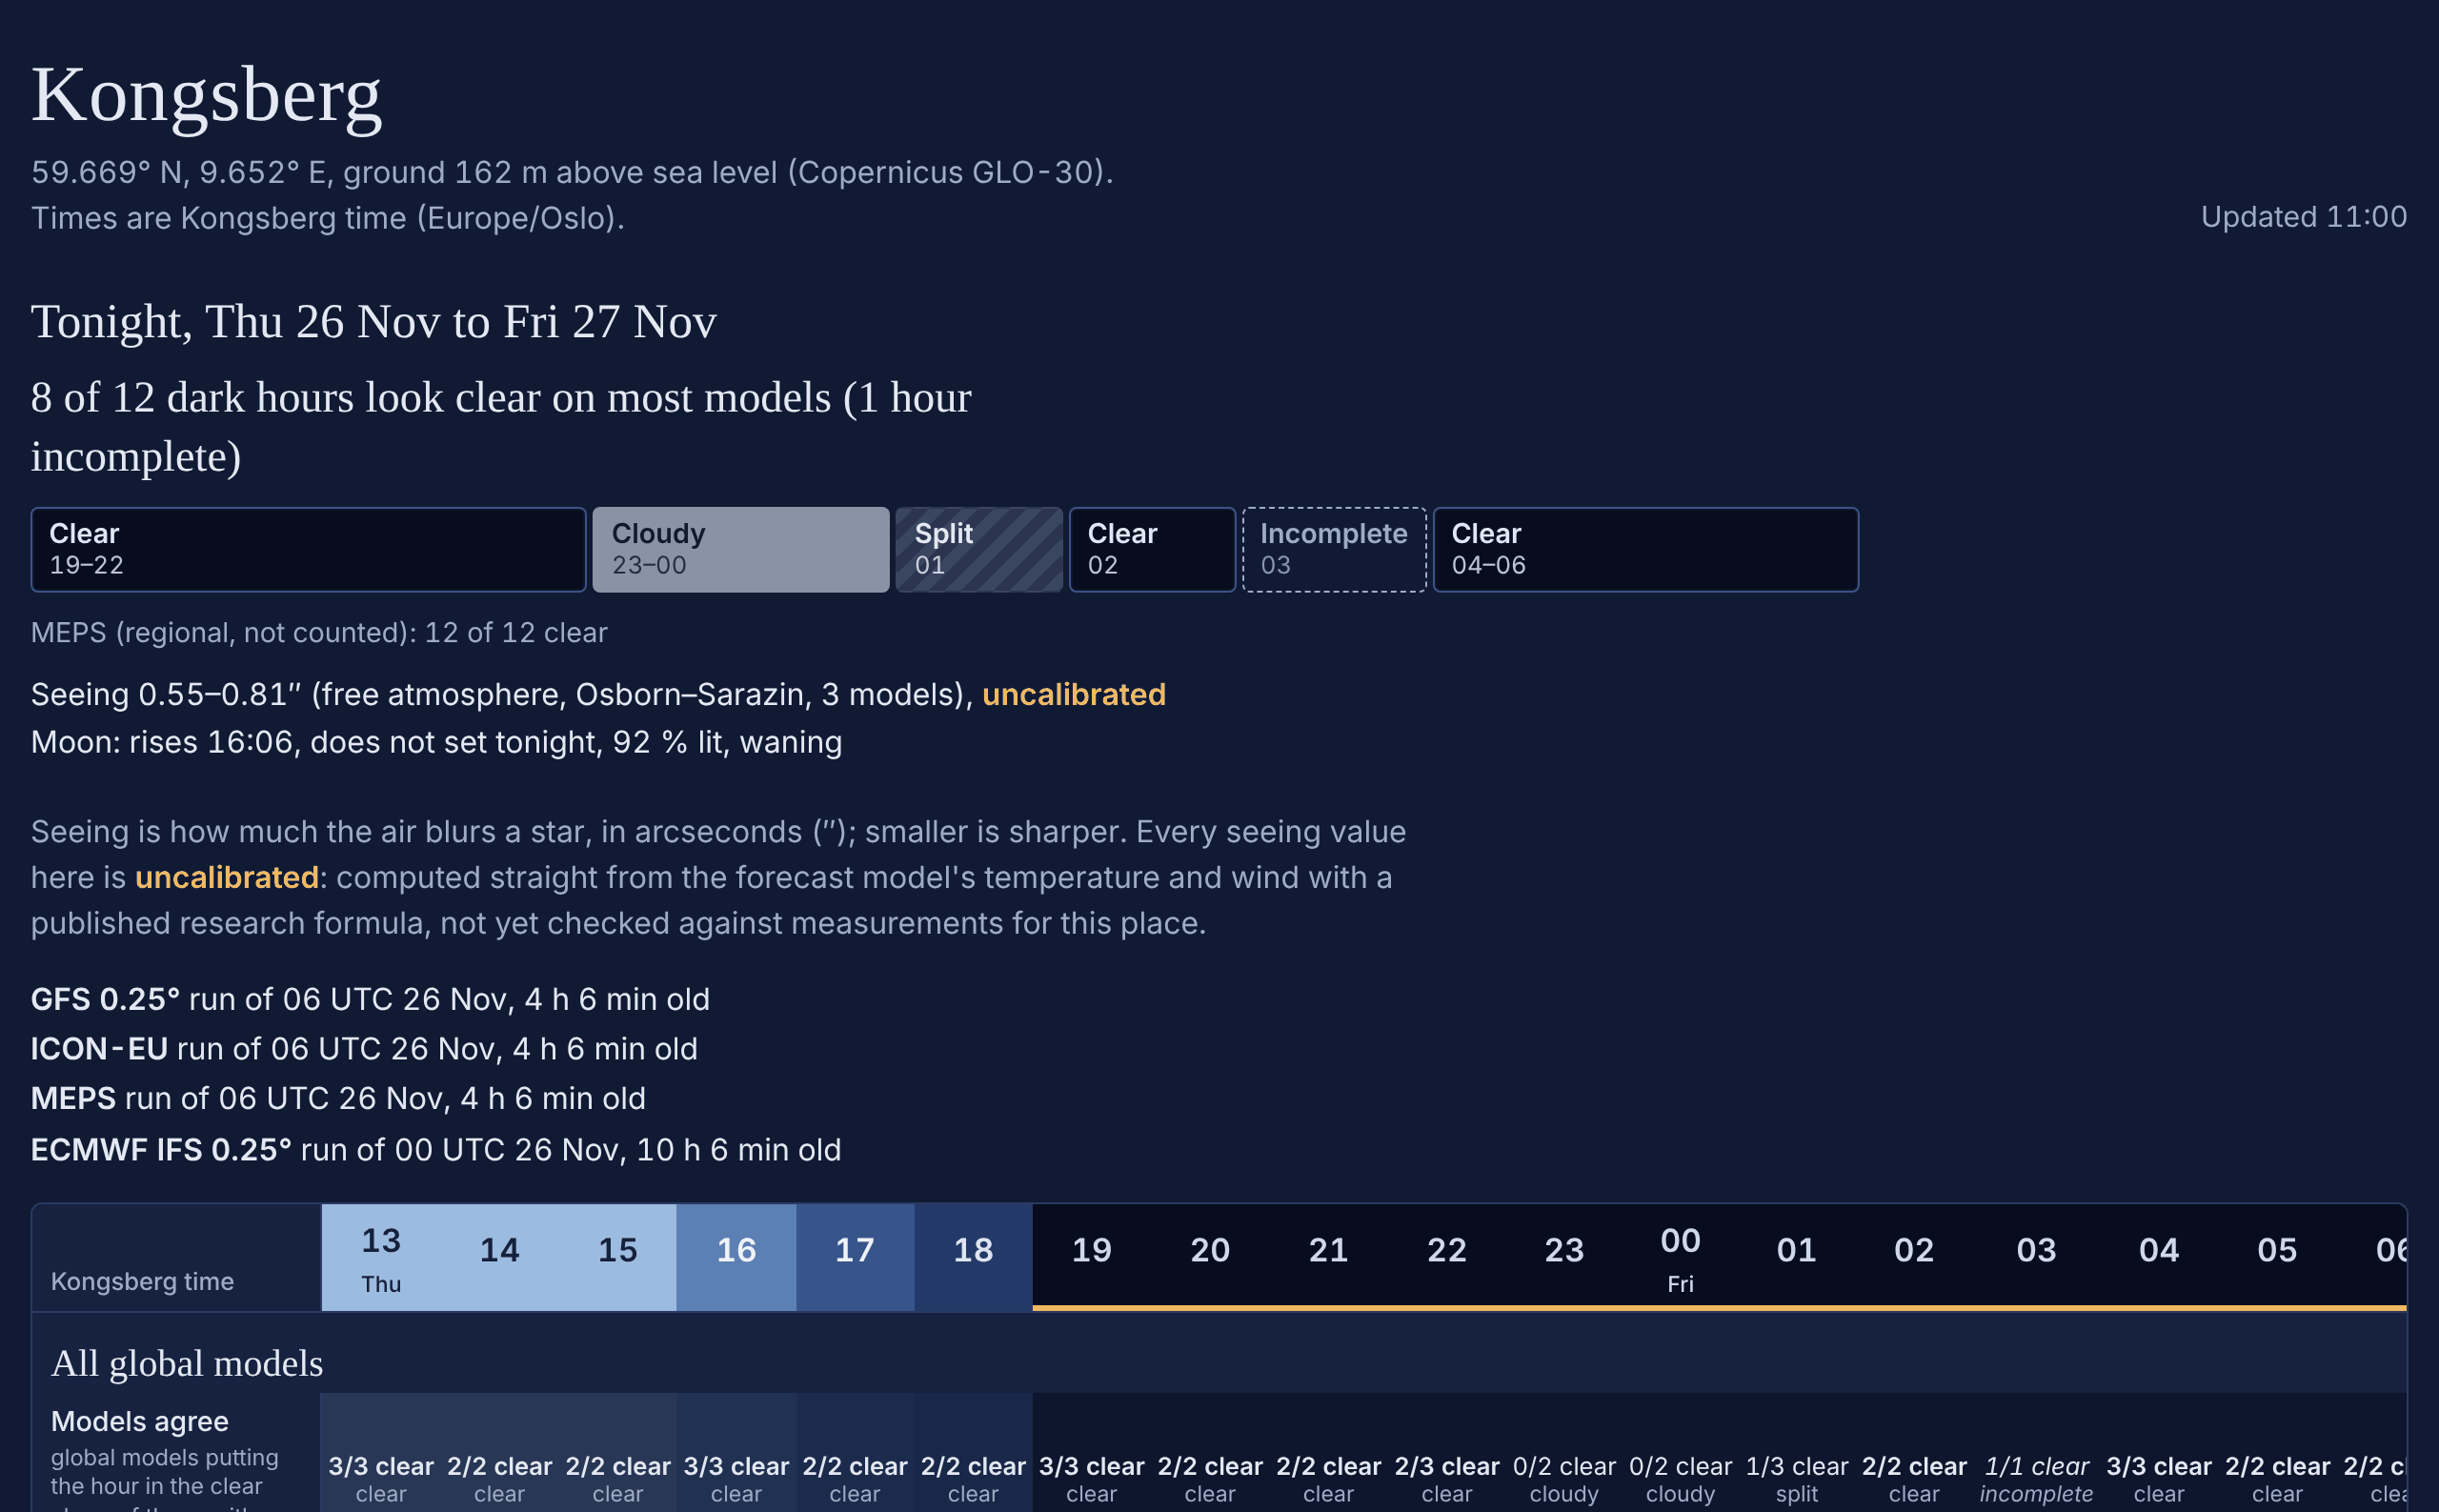 Kongsberg
59.669° N, 9.652° E, ground 162 m above sea level (Copernicus GLO-30).
Times are Kongsberg time (Europe/Oslo).
Updated 11:00
Tonight, Thu 26 Nov to Fri 27 Nov
8 of 12 dark hours look clear on most models (1 hour
incomplete)
Clear Cloudy Split Clear Incomplete Clear
19–22 23–00 01 02 03 04–06
MEPS (regional, not counted): 12 of 12 clear
Seeing 0.55–0.81″ (free atmosphere, Osborn–Sarazin, 3 models), uncalibrated
Moon: rises 16:06, does not set tonight, 92 % lit, waning
Seeing is how much the air blurs a star, in arcseconds (″); smaller is sharper. Every seeing value
here is uncalibrated: computed straight from the forecast model's temperature and wind with a
published research formula, not yet checked against measurements for this place.
GFS 0.25° run of 06 UTC 26 Nov, 4 h 6 min old
ICON-EU run of 06 UTC 26 Nov, 4 h 6 min old
MEPS run of 06 UTC 26 Nov, 4 h 6 min old
ECMWF IFS 0.25° run of 00 UTC 26 Nov, 10 h 6 min old
Kongsberg time 13 14 15 16 17 18 19 20 21 22 23 00 01 02 03 04 05 06
Thu Fri
All global models
Models agree
global models putting
the hour in the clear
3/3 clear 2/2 clear 2/2 clear 3/3 clear 2/2 clear 2/2 clear 3/3 clear 2/2 clear 2/2 clear 2/3 clear 0/2 clear 0/2 clear 1/3 clear 2/2 clear 1/1 clear 3/3 clear 2/2 clear 2/2
clear clear clear clear clear clear clear clear clear clear cloudy cloudy split clear incomplete clear clear